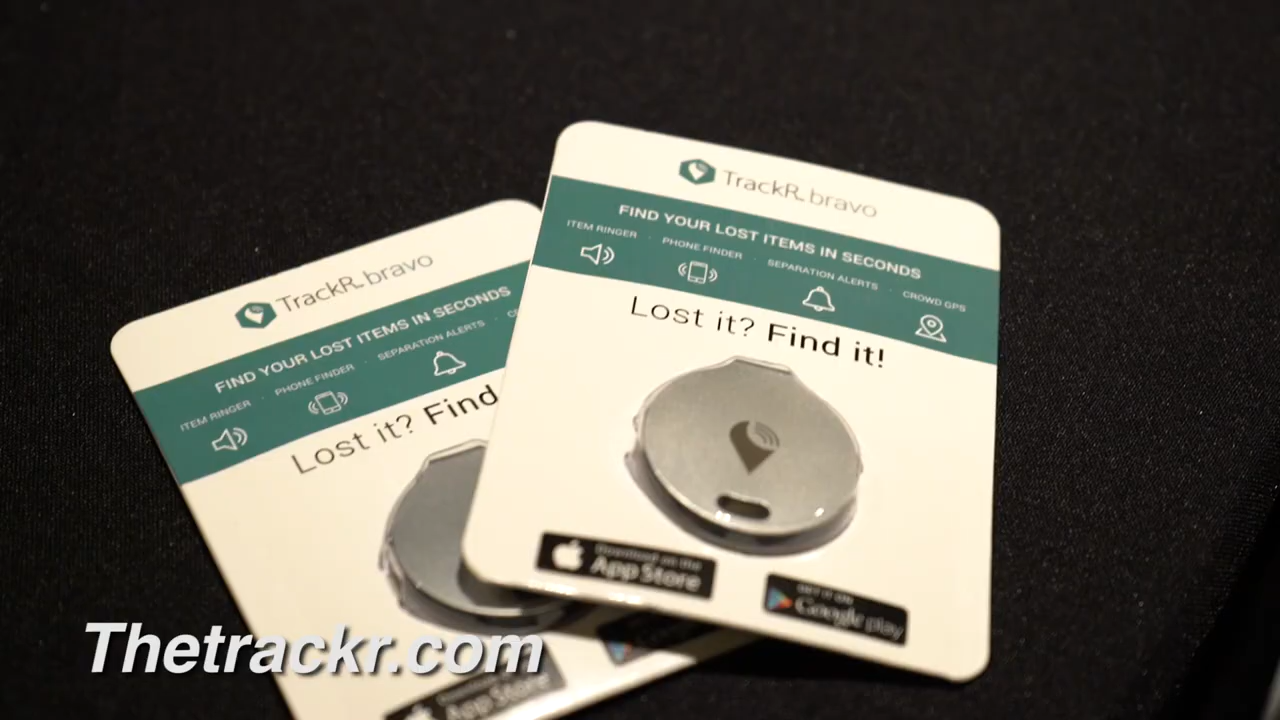 TrackR bravo
FIND YOUR LOST ITEMS IN SECONDS
ITEM RINGER · PHONE FINDER · SEPARATION ALERTS · CROWD GPS
Lost it? Find it!
Download on the
App Store
GET IT ON
Google play
TrackR bravo
FIND YOUR LOST ITEMS IN SECONDS
ITEM RINGER · PHONE FINDER · SEPARATION ALERTS ·
Lost it? Find
App Store
Thetrackr.com